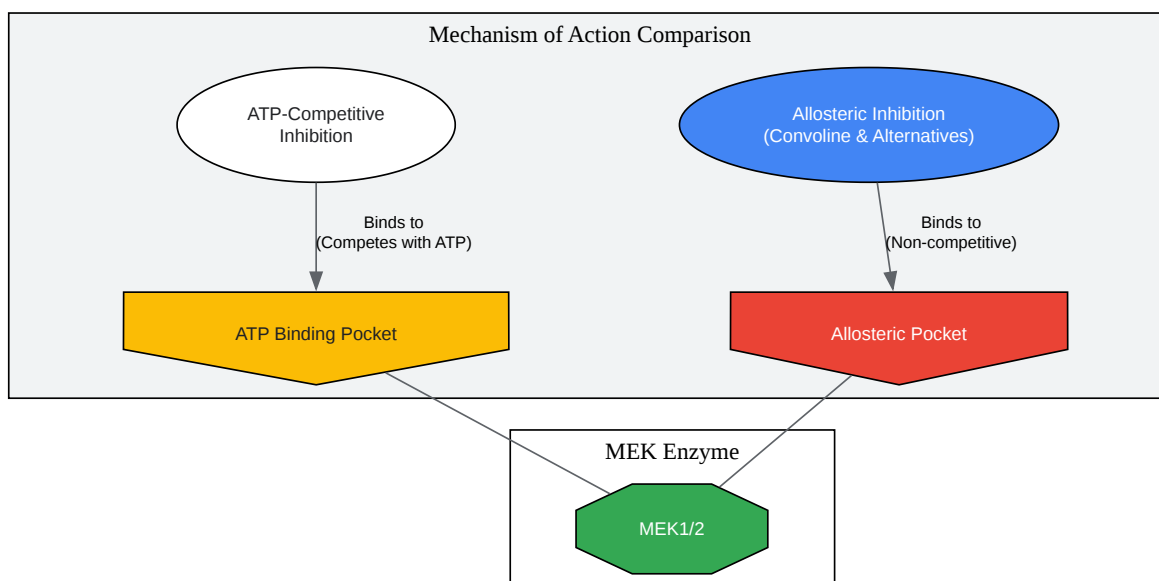 Mechanism of Action Comparison
ATP-Competitive
Inhibition
Allosteric Inhibition
(Convoline & Alternatives)
Binds to
(Competes with ATP)
Binds to
(Non-competitive)
ATP Binding Pocket
Allosteric Pocket
MEK Enzyme
MEK1/2